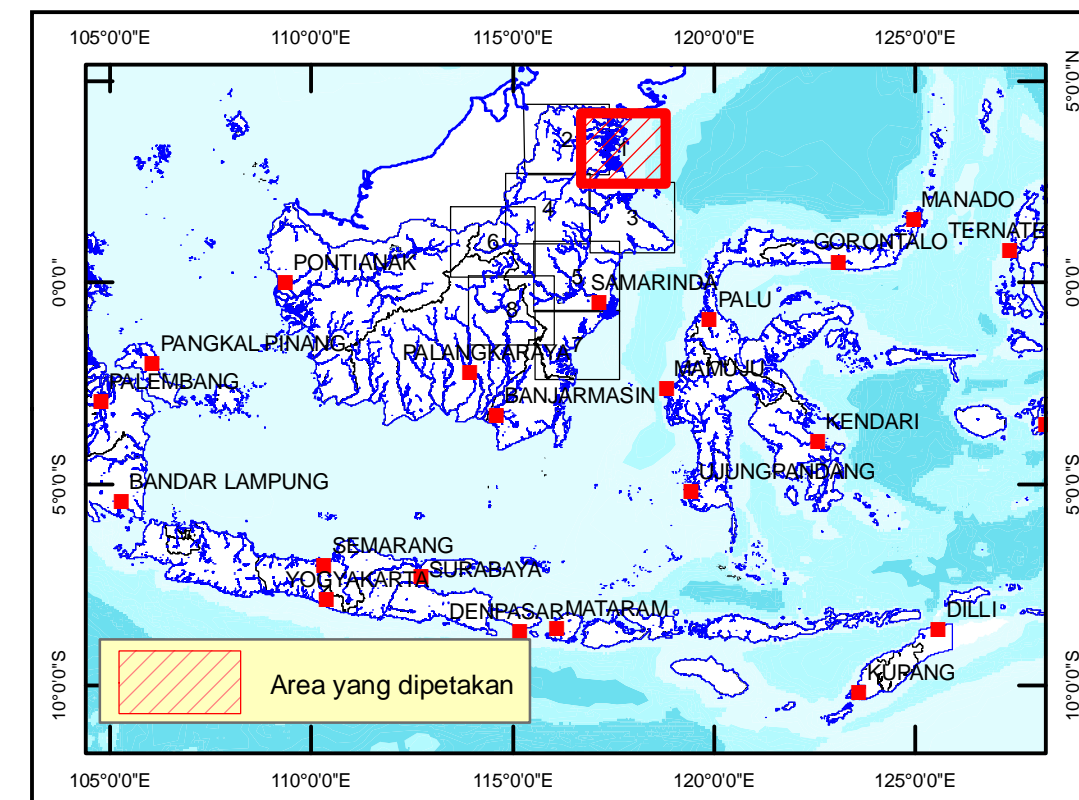 105°0'0"E 110°0'0"E 115°0'0"E 120°0'0"E 125°0'0"E
5°0'0"N
2
1
4
3
MANADO
6
TERNATE
GORONTALO
PONTIANAK
0°0'0"
0°0'0"
5
SAMARINDA
PALU
8
PANGKAL PINANG
7
PALANGKARAYA
MAMUJU
PALEMBANG
BANJARMASIN
KENDARI
UJUNGPANDANG
5°0'0"S
5°0'0"S
BANDAR LAMPUNG
SEMARANG
SURABAYA
YOGYAKARTA
DENPASAR
MATARAM
DILLI
KUPANG
Area yang dipetakan
10°0'0"S
10°0'0"S
105°0'0"E 110°0'0"E 115°0'0"E 120°0'0"E 125°0'0"E